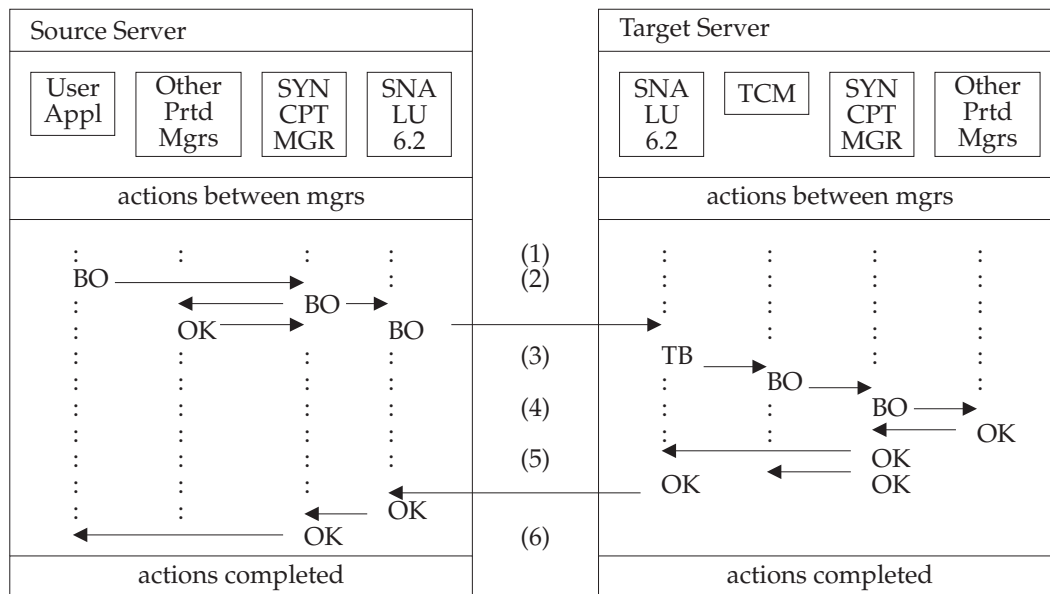 Source Server
Target Server
User
Appl
Other
Prtd
Mgrs
SYN
CPT
MGR
SNA
LU
6.2
SNA
LU
6.2
TCM
SYN
CPT
MGR
Other
Prtd
Mgrs
actions between mgrs
actions between mgrs
(1)
BO
(2)
BO
OK
BO
(3)
TB
BO
(4)
BO
OK
(5)
OK
OK
OK
OK
OK
(6)
actions completed
actions completed